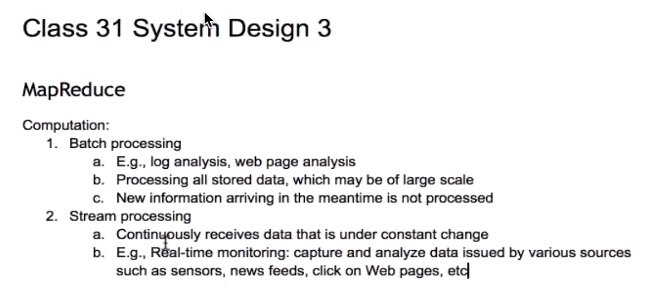 Class 31 System Design 3
MapReduce
Computation:
1. Batch processing
a. E.g., log analysis, web page analysis
b. Processing all stored data, which may be of large scale
c. New information arriving in the meantime is not processed
2. Stream processing
a. Continuously receives data that is under constant change
b. E.g., Real-time monitoring: capture and analyze data issued by various sources
such as sensors, news feeds, click on Web pages, etc